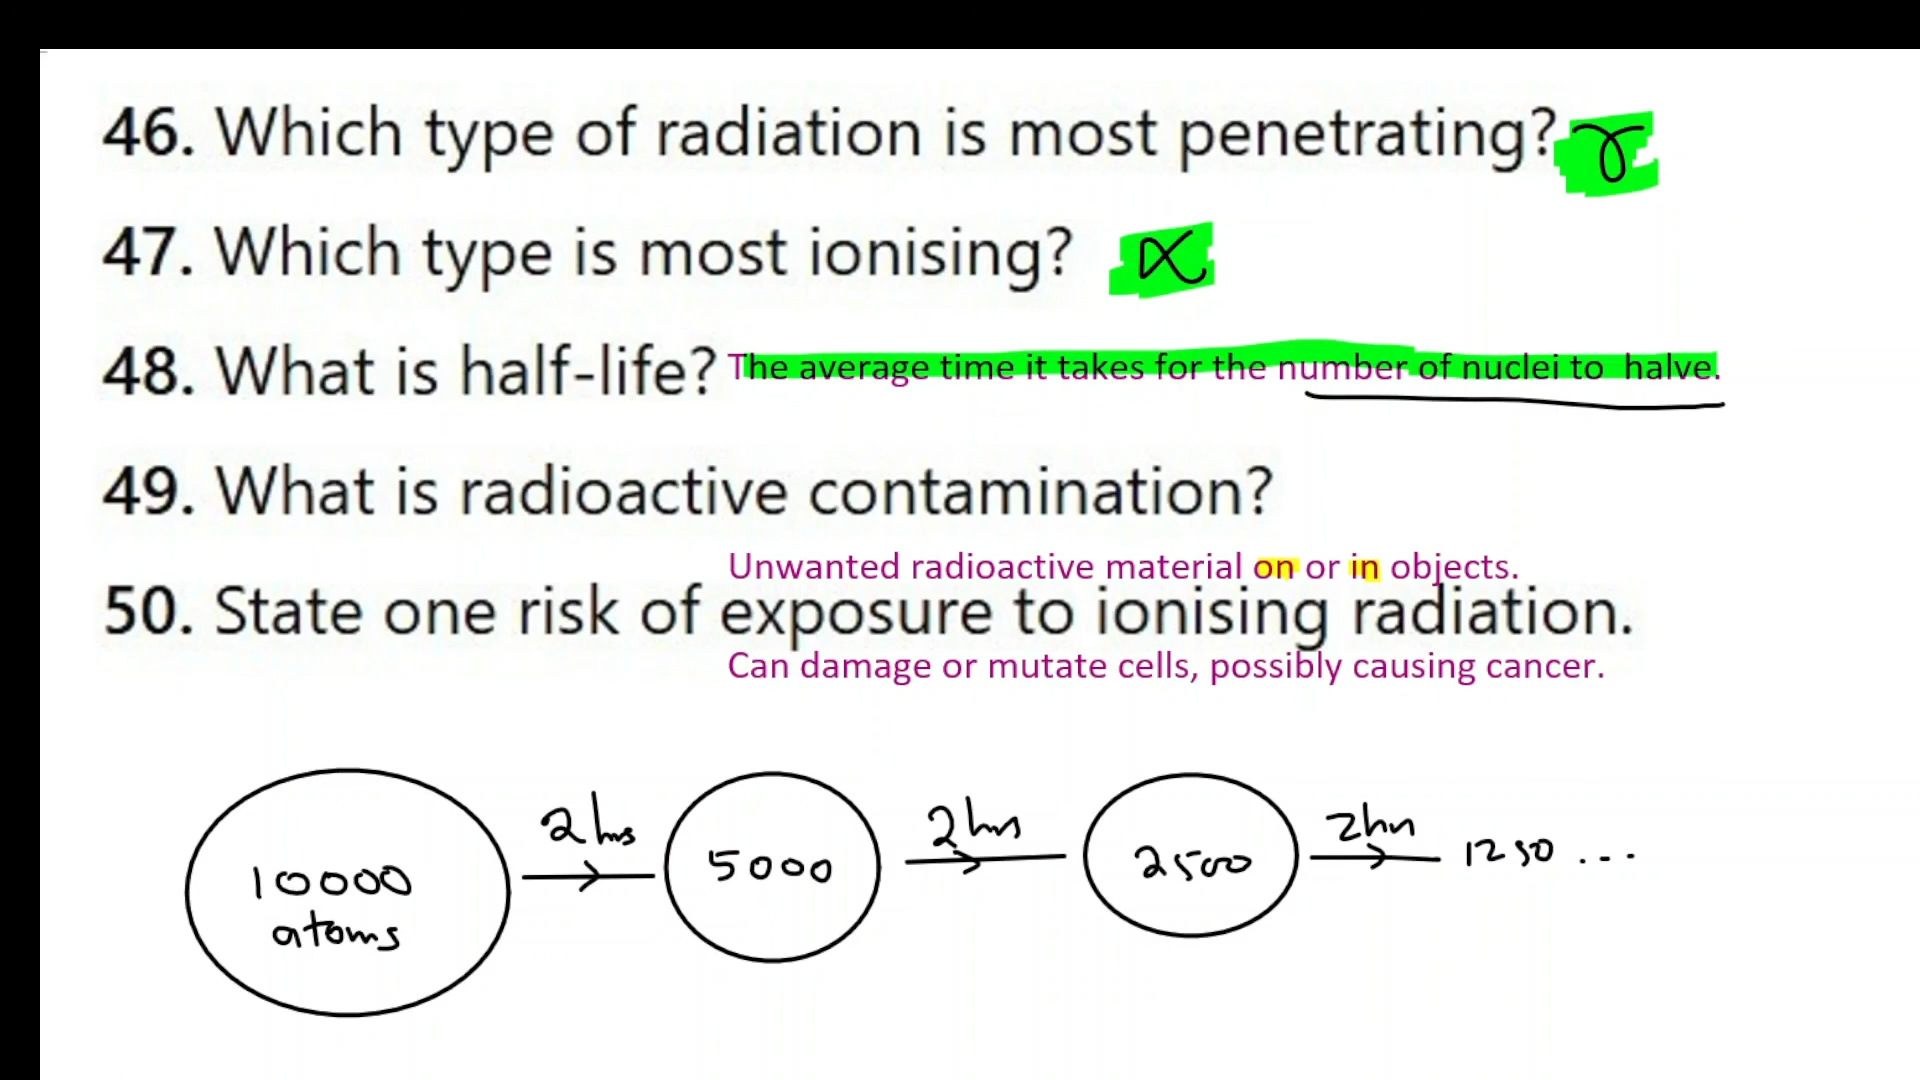 46. Which type of radiation is most penetrating? γ
47. Which type is most ionising? α
48. What is half-life? The average time it takes for the number of nuclei to halve.
49. What is radioactive contamination?
Unwanted radioactive material on or in objects.
50. State one risk of exposure to ionising radiation.
Can damage or mutate cells, possibly causing cancer.
2hrs 2hrs 2hrs
10000 5000 2500 1250 ...
atoms